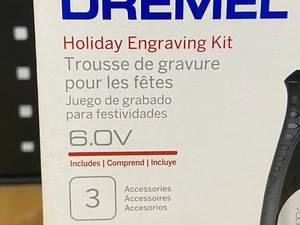 DREMEL
Holiday Engraving Kit
Trousse de gravure
pour les fêtes
Juego de grabado
para festividades
6.0V
Includes | Comprend | Incluye
3
Accessories
Accessoires
Accesorios